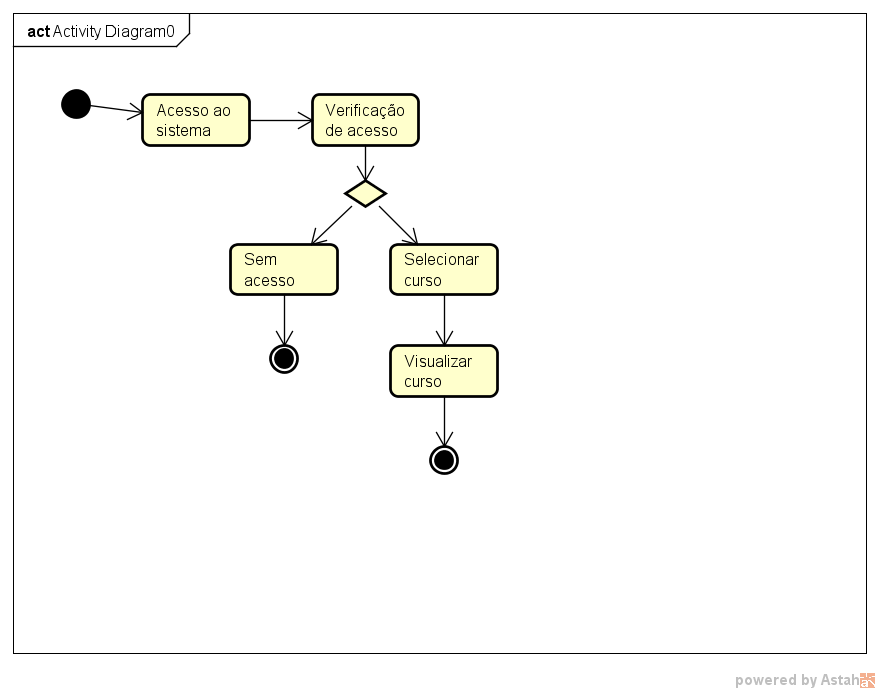 act Activity Diagram0
Acesso ao
sistema
Verificação
de acesso
Sem
acesso
Selecionar
curso
Visualizar
curso
powered by Astah